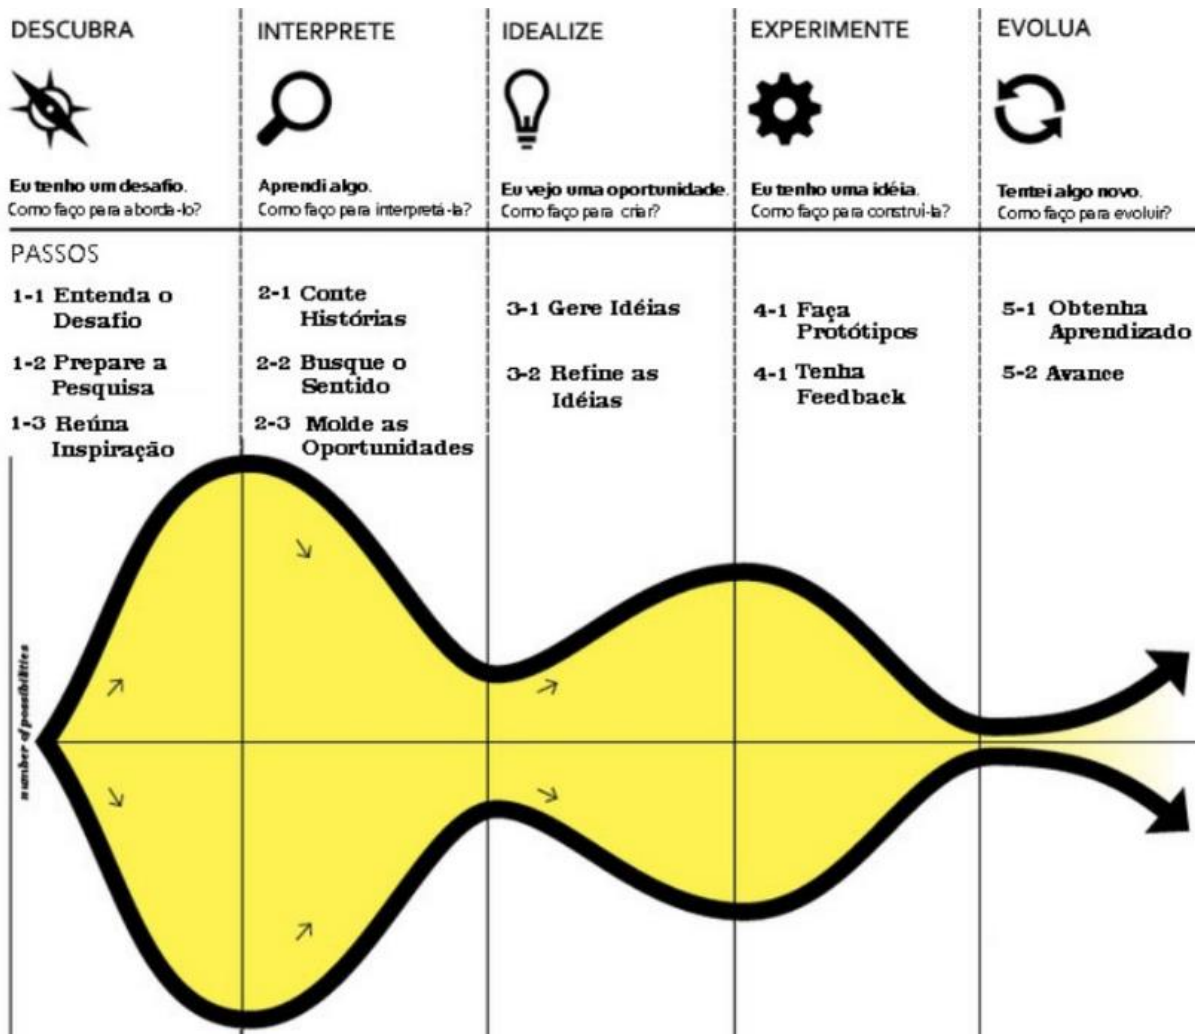 DESCUBRA
INTERPRETE
IDEALIZE
EXPERIMENTE
EVOLUA
Eu tenho um desafio.
Como faço para aborda-lo?
Aprendi algo.
Como faço para interpretá-la?
Eu vejo uma oportunidade.
Como faço para criar?
Eu tenho uma idéia.
Como faço para construi-la?
Tentei algo novo.
Como faço para evoluir?
PASSOS
1-1 Entenda o
Desafio
1-2 Prepare a
Pesquisa
1-3 Reúna
Inspiração
2-1 Conte
Histórias
2-2 Busque o
Sentido
2-3 Molde as
Oportunidades
3-1 Gere Idéias
3-2 Refine as
Idéias
4-1 Faça
Protótipos
4-1 Tenha
Feedback
5-1 Obtenha
Aprendizado
5-2 Avance
number of possibilities